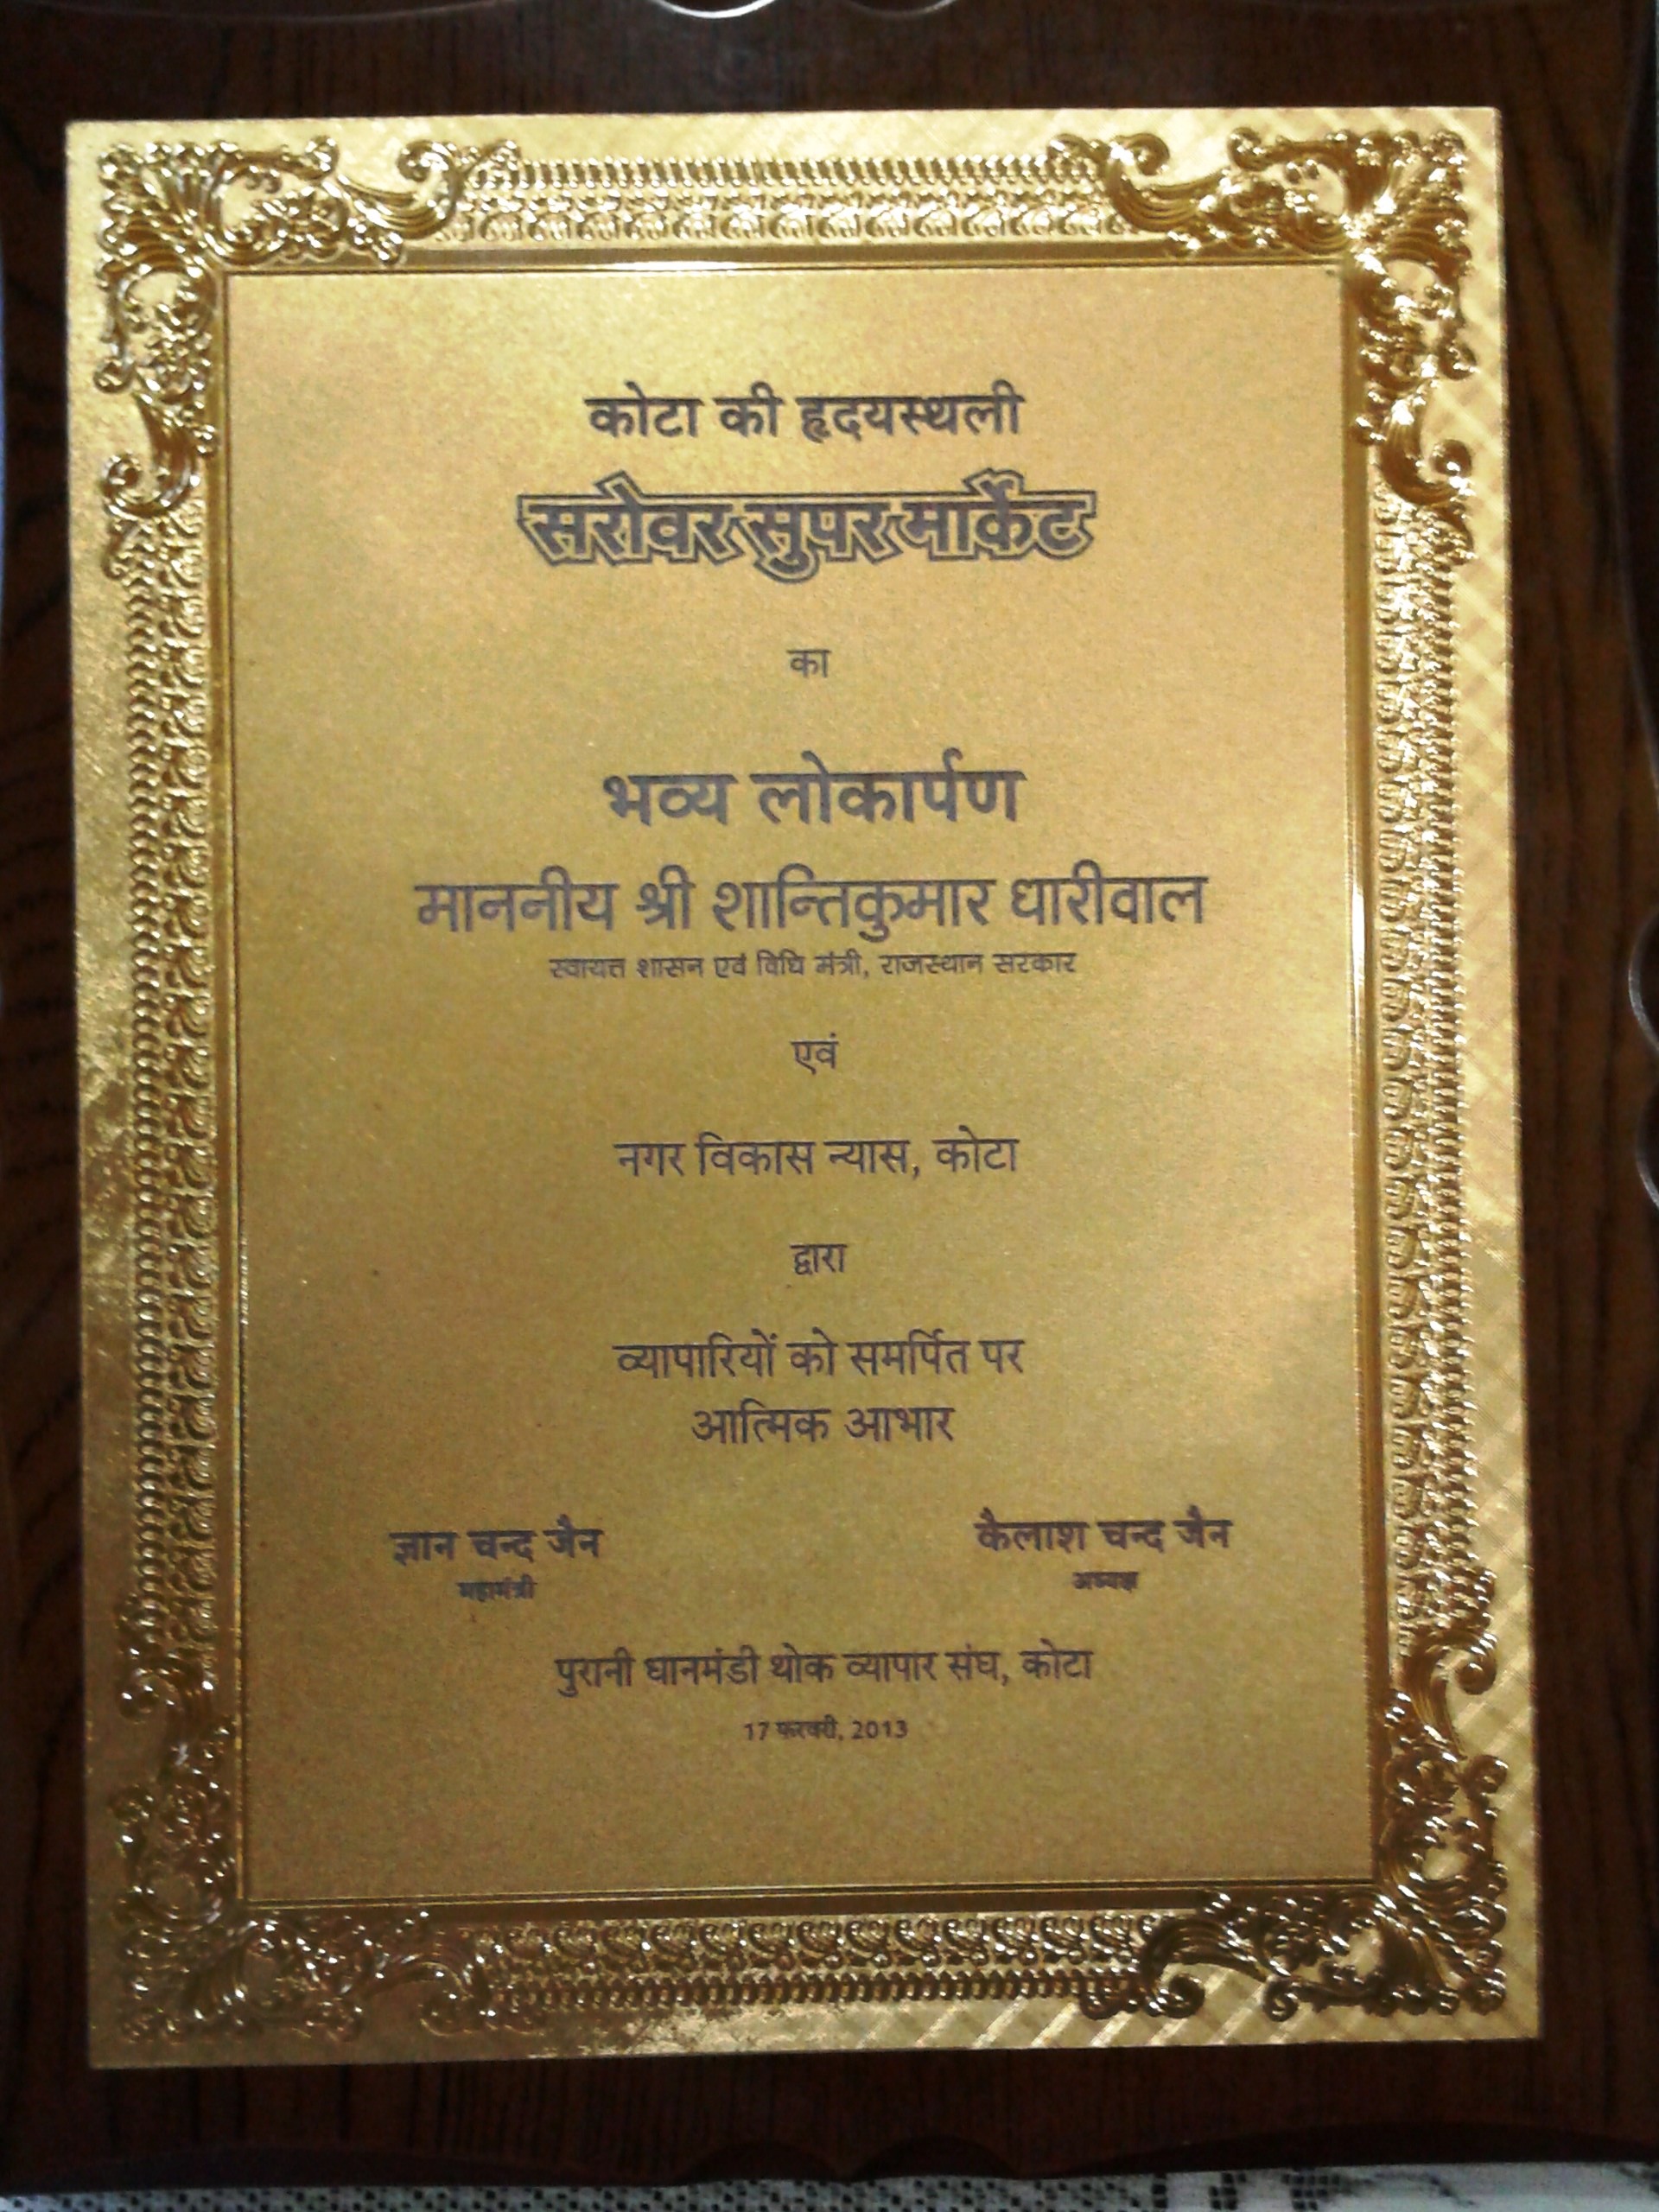 कोटा की हृदयस्थली
सरोवर सुपर मार्केट
का
भव्य लोकार्पण
माननीय श्री शान्तिकुमार धारीवाल
स्वायत्त शासन एवं विधि मंत्री, राजस्थान सरकार
एवं
नगर विकास न्यास, कोटा
द्वारा
व्यापारियों को समर्पित पर
आत्मिक आभार
ज्ञान चन्द जैन
महामंत्री
कैलाश चन्द जैन
अध्यक्ष
पुरानी धानमंडी थोक व्यापार संघ, कोटा
17 फरवरी, 2013